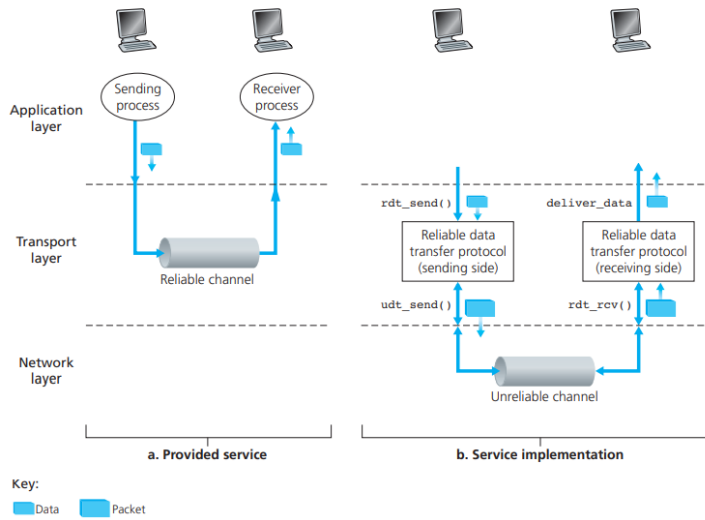 Sending
process
Receiver
process
Application
layer
rdt_send()
deliver_data
Transport
layer
Reliable channel
Reliable data
transfer protocol
(sending side)
Reliable data
transfer protocol
(receiving side)
udt_send()
rdt_rcv()
Network
layer
Unreliable channel
a. Provided service
b. Service implementation
Key:
Data
Packet